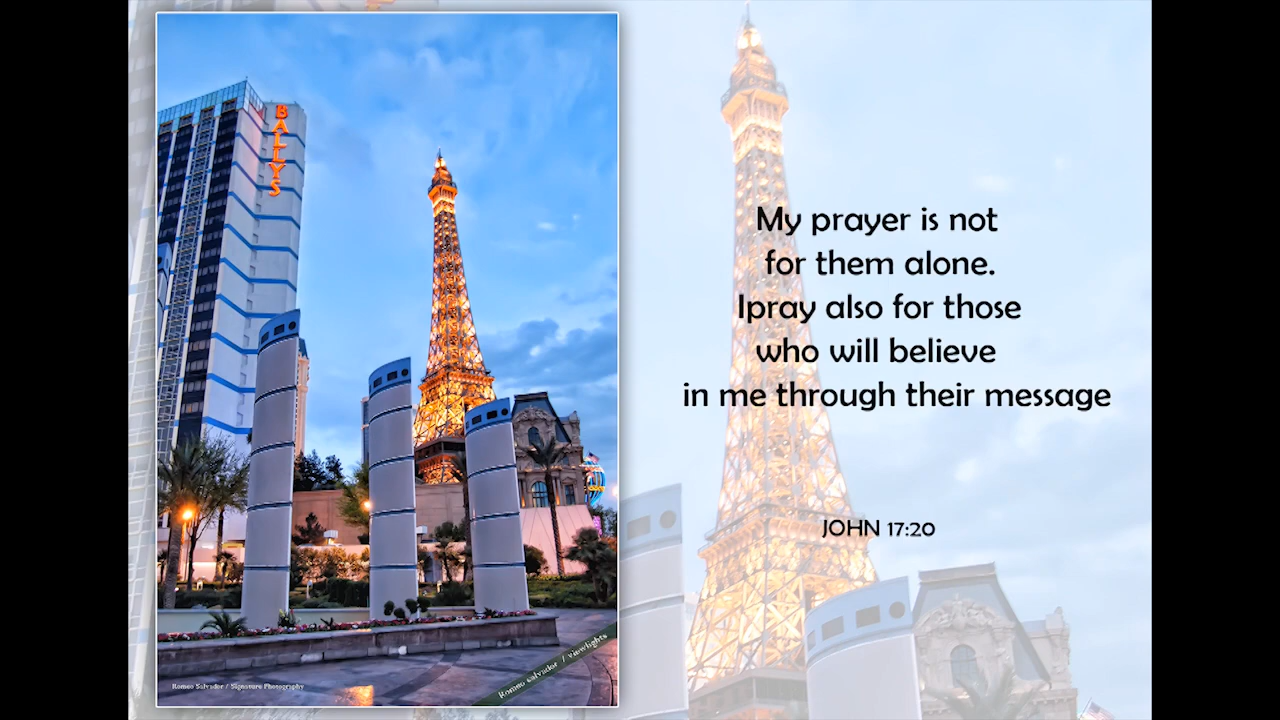 BALLYS
My prayer is not
for them alone.
Ipray also for those
who will believe
in me through their message
JOHN 17:20
Romeo salvador / viewlights
Romeo Salvador / Signature Photography